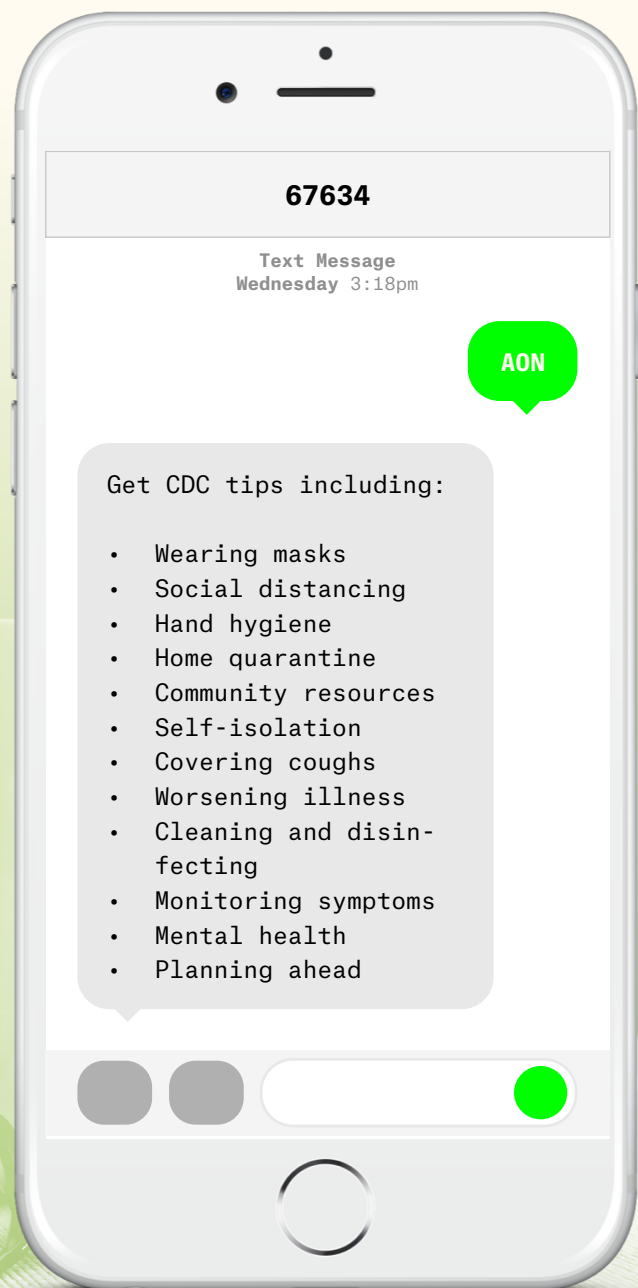 67634
Text Message
Wednesday 3:18pm
AON
Get CDC tips including:
• Wearing masks
• Social distancing
• Hand hygiene
• Home quarantine
• Community resources
• Self-isolation
• Covering coughs
• Worsening illness
• Cleaning and disin-
fecting
• Monitoring symptoms
• Mental health
• Planning ahead